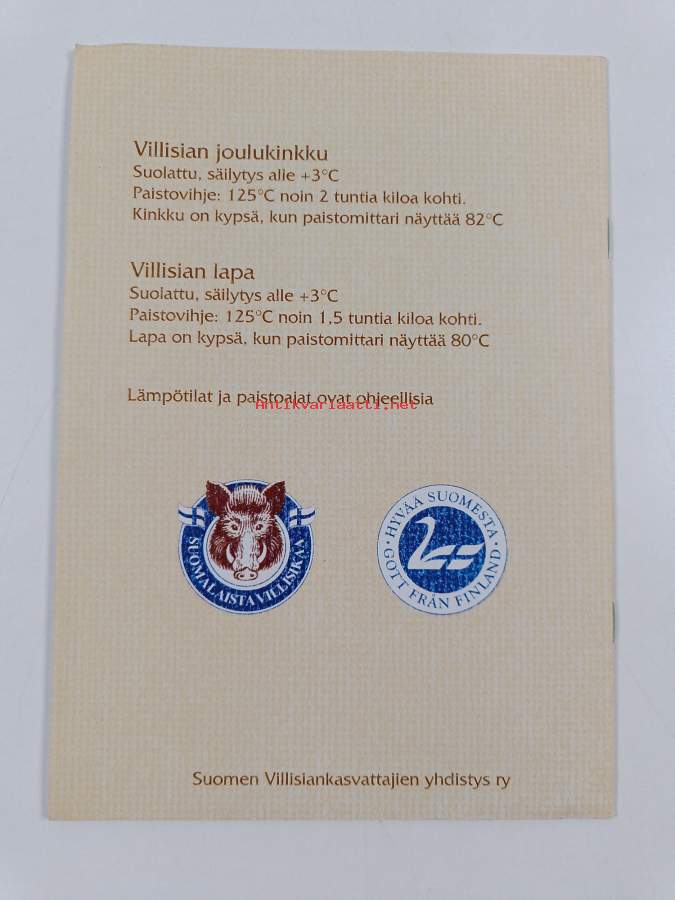 Villisian joulukinkku
Suolattu, säilytys alle +3°C
Paistovihje: 125°C noin 2 tuntia kiloa kohti.
Kinkku on kypsä, kun paistomittari näyttää 82°C
Villisian lapa
Suolattu, säilytys alle +3°C
Paistovihje: 125°C noin 1,5 tuntia kiloa kohti.
Lapa on kypsä, kun paistomittari näyttää 80°C
Lämpötilat ja paistoajat ovat ohjeellisia
Antikvariaatti.net
SUOMALAISTA VILLISIKAA
HYVÄÄ SUOMESTA
GOTT FRÅN FINLAND
Suomen Villisiankasvattajien yhdistys ry